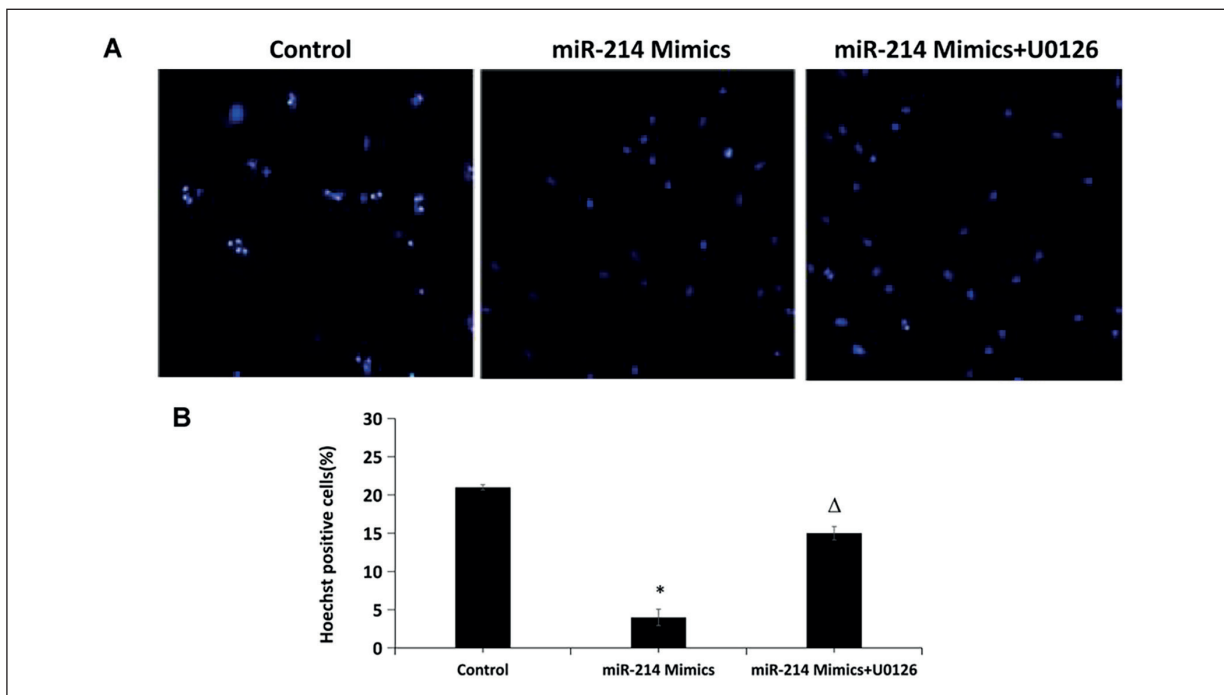 A
Control miR-214 Mimics miR-214 Mimics+U0126
B
Hoechst positive cells(%)
30
25
20
15
10
5
0
*
Δ
Control miR-214 Mimics miR-214 Mimics+U0126